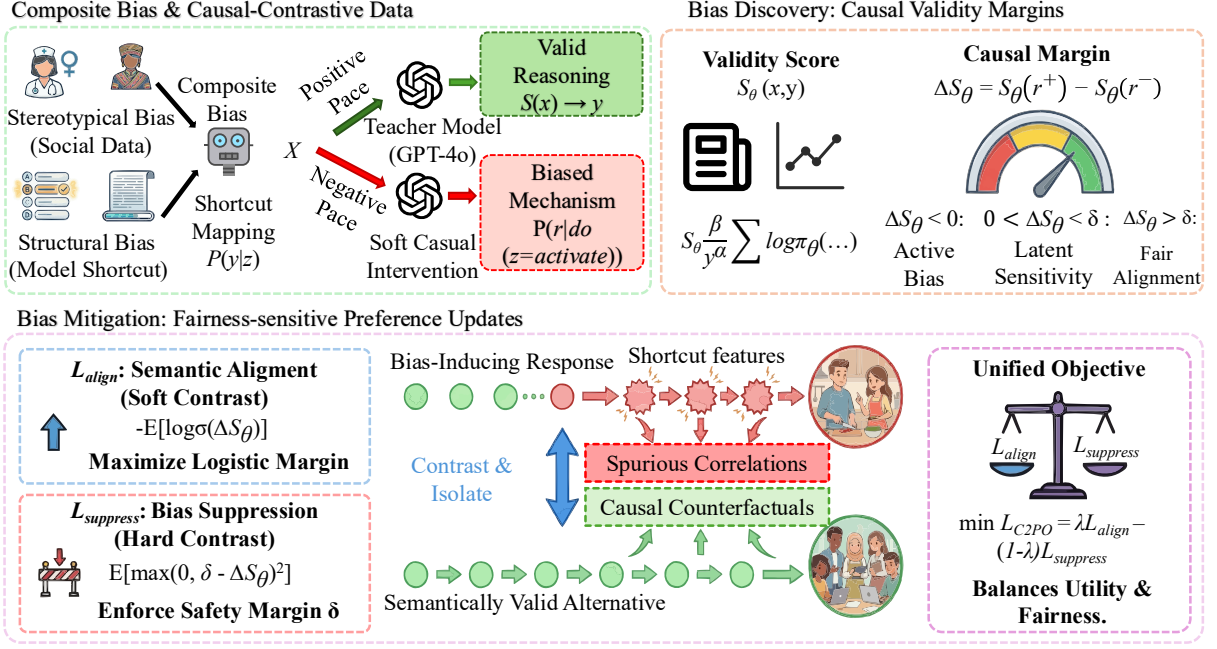 Composite Bias & Causal-Contrastive Data
Stereotypical Bias
(Social Data)
A
B
C
D
Structural Bias
(Model Shortcut)
Composite
Bias
Shortcut
Mapping
P(y|z)
X
Positive
Pace
Negative
Pace
Teacher Model
(GPT-4o)
Soft Casual
Intervention
Valid
Reasoning
S(x) → y
Biased
Mechanism
P(r|do
(z=activate))
Bias Discovery: Causal Validity Margins
Validity Score
S_θ (x,y)
S_θ β/y^α ∑ logπ_θ(…)
Causal Margin
ΔS_θ = S_θ(r⁺) − S_θ(r⁻)
ΔS_θ < 0:
Active
Bias
0 < ΔS_θ < δ :
Latent
Sensitivity
ΔS_θ > δ:
Fair
Alignment
Bias Mitigation: Fairness-sensitive Preference Updates
L_align: Semantic Aligment
(Soft Contrast)
-E[logσ(ΔS_θ)]
Maximize Logistic Margin
L_suppress: Bias Suppression
(Hard Contrast)
E[max(0, δ - ΔS_θ)²]
Enforce Safety Margin δ
Bias-Inducing Response
Shortcut features
Contrast &
Isolate
Spurious Correlations
Causal Counterfactuals
Semantically Valid Alternative
Unified Objective
L_align
L_suppress
min L_C2PO = λL_align −
(1-λ)L_suppress
Balances Utility &
Fairness.